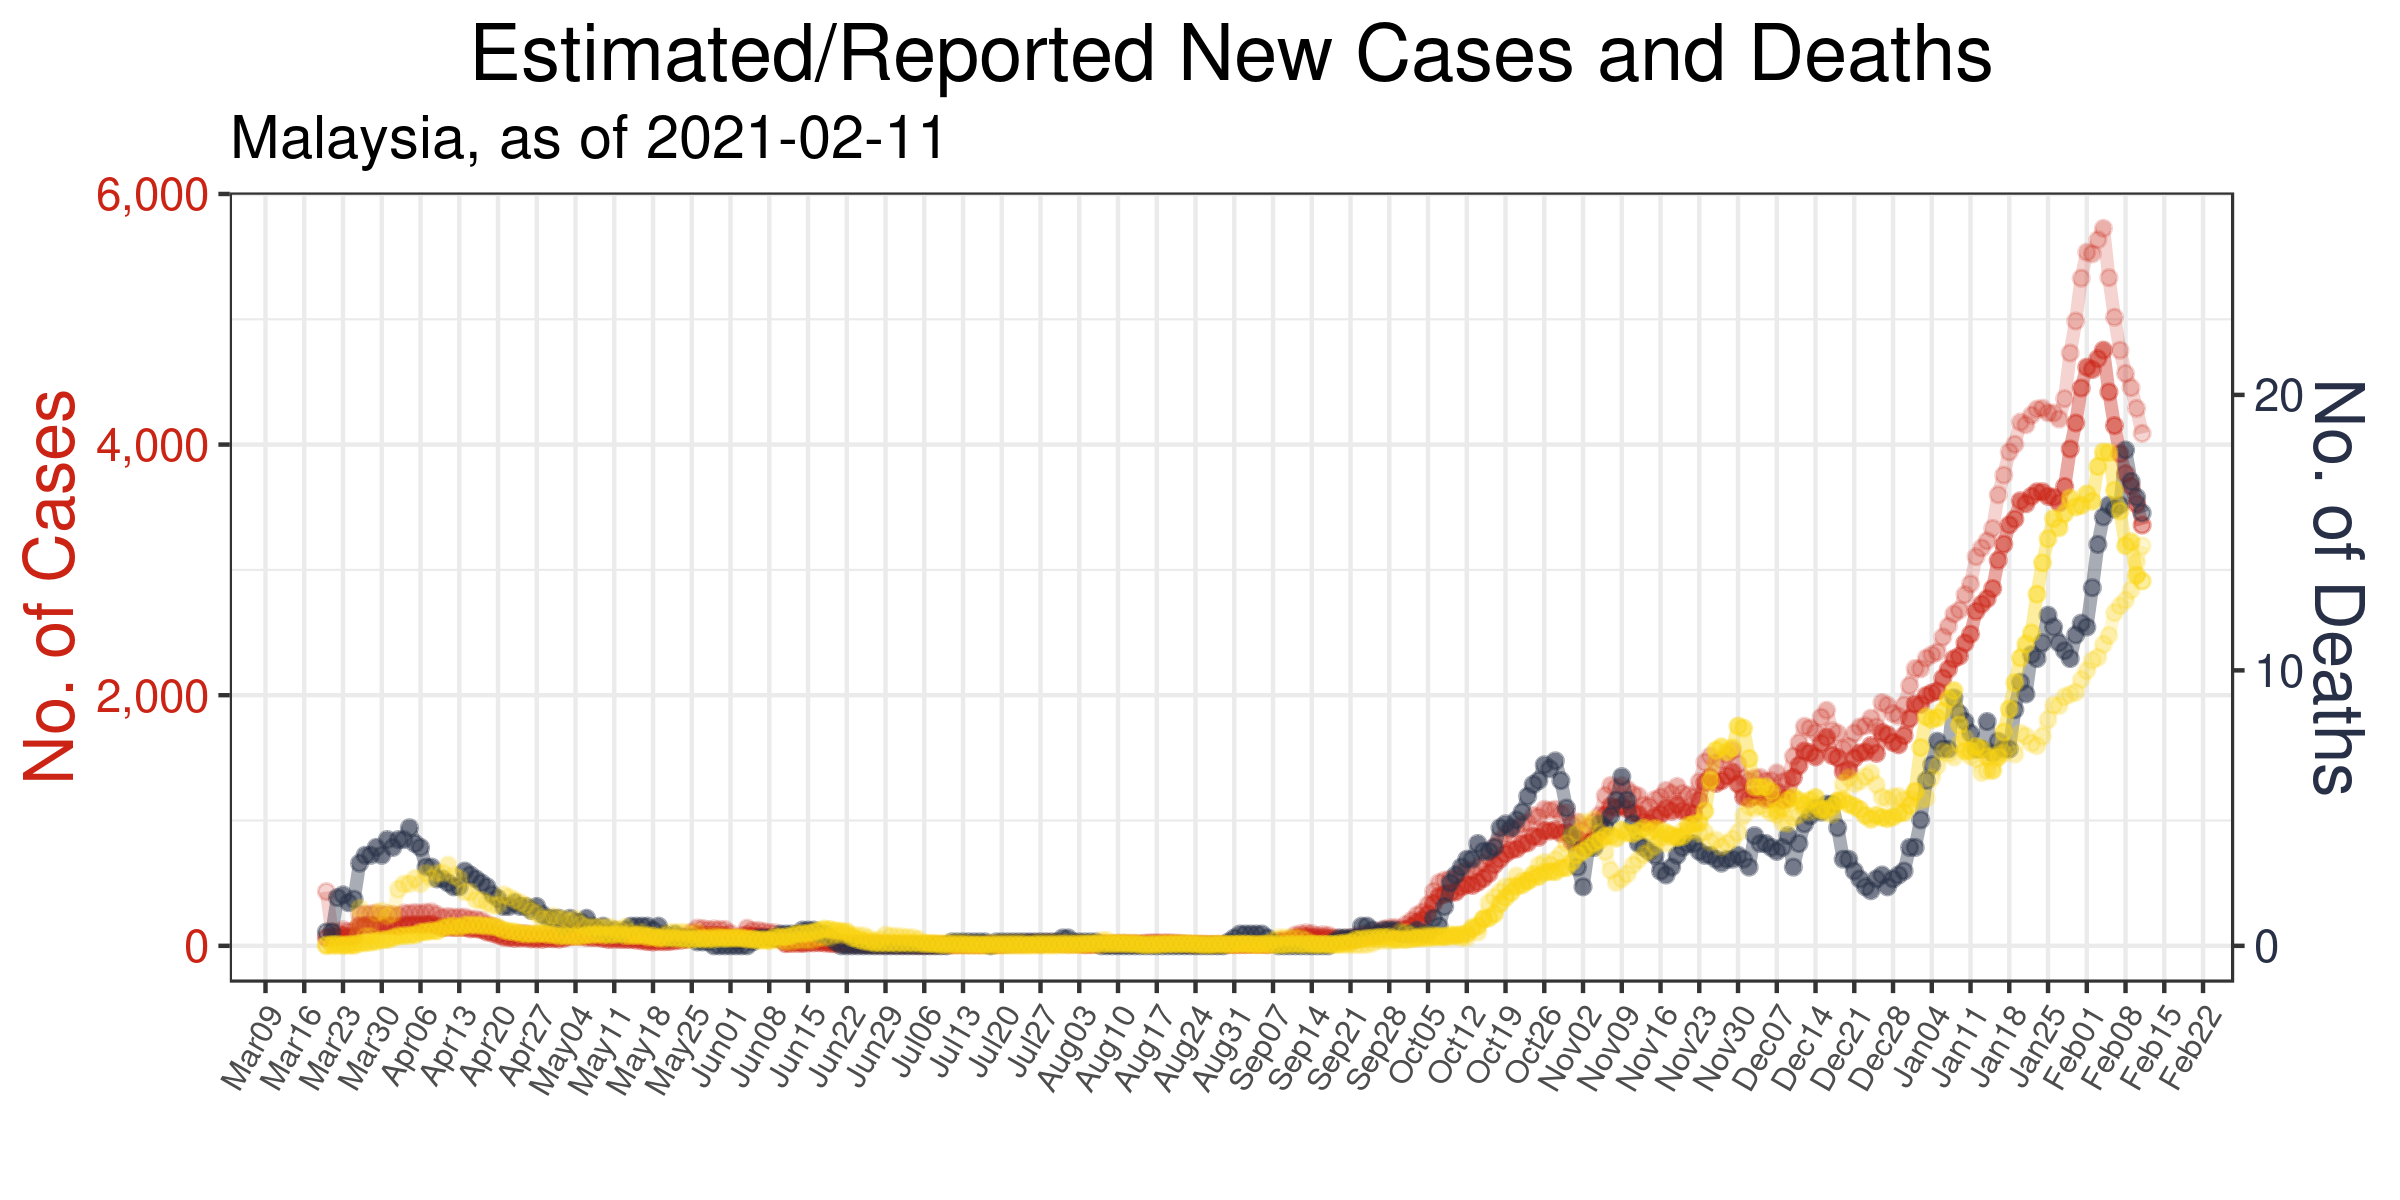 Estimated/Reported New Cases and Deaths
Malaysia, as of 2021-02-11
No. of Cases
6,000
4,000
2,000
0
20
10
0
No. of Deaths
Mar09 Mar16 Mar23 Mar30 Apr06 Apr13 Apr20 Apr27 May04 May11 May18 May25 Jun01 Jun08 Jun15 Jun22 Jun29 Jul06 Jul13 Jul20 Jul27 Aug03 Aug10 Aug17 Aug24 Aug31 Sep07 Sep14 Sep21 Sep28 Oct05 Oct12 Oct19 Oct26 Nov02 Nov09 Nov16 Nov23 Nov30 Dec07 Dec14 Dec21 Dec28 Jan04 Jan11 Jan18 Jan25 Feb01 Feb08 Feb15 Feb22